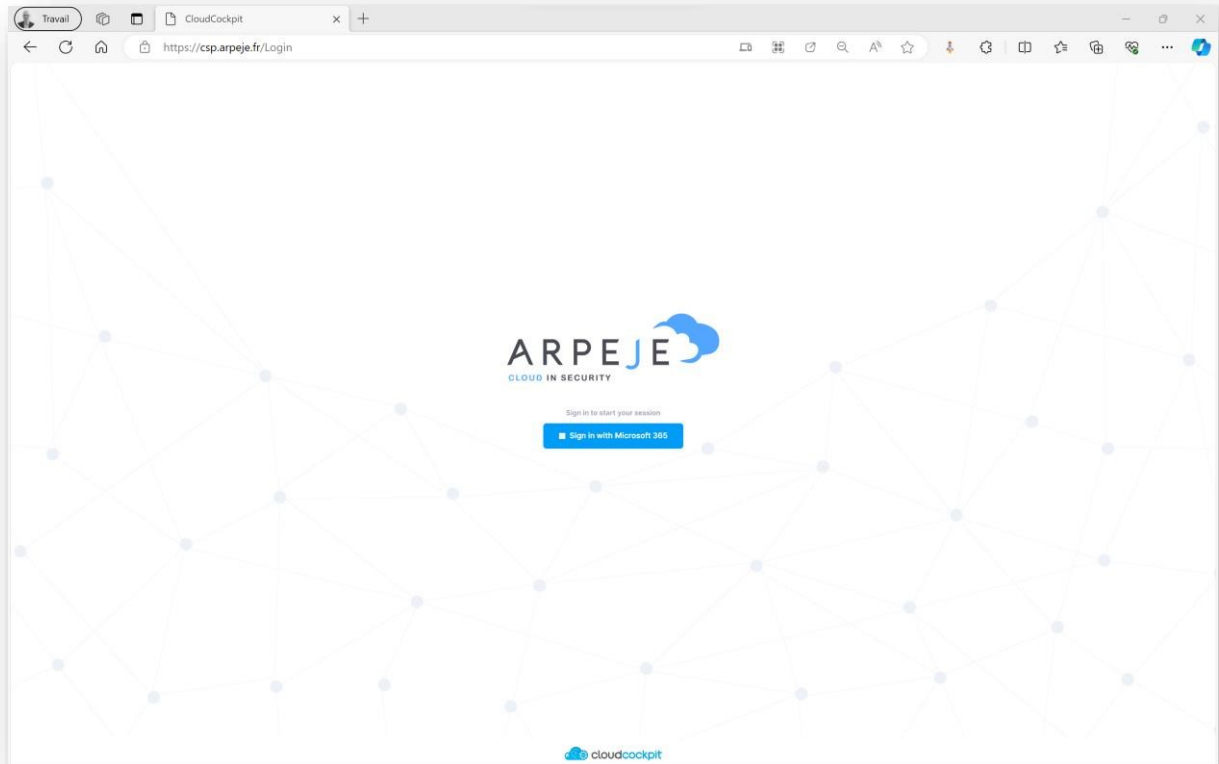 Travail
CloudCockpit
https://csp.arpeje.fr/Login
ARPEJE
CLOUD IN SECURITY
Sign in to start your session
Sign in with Microsoft 365
cloudcockpit